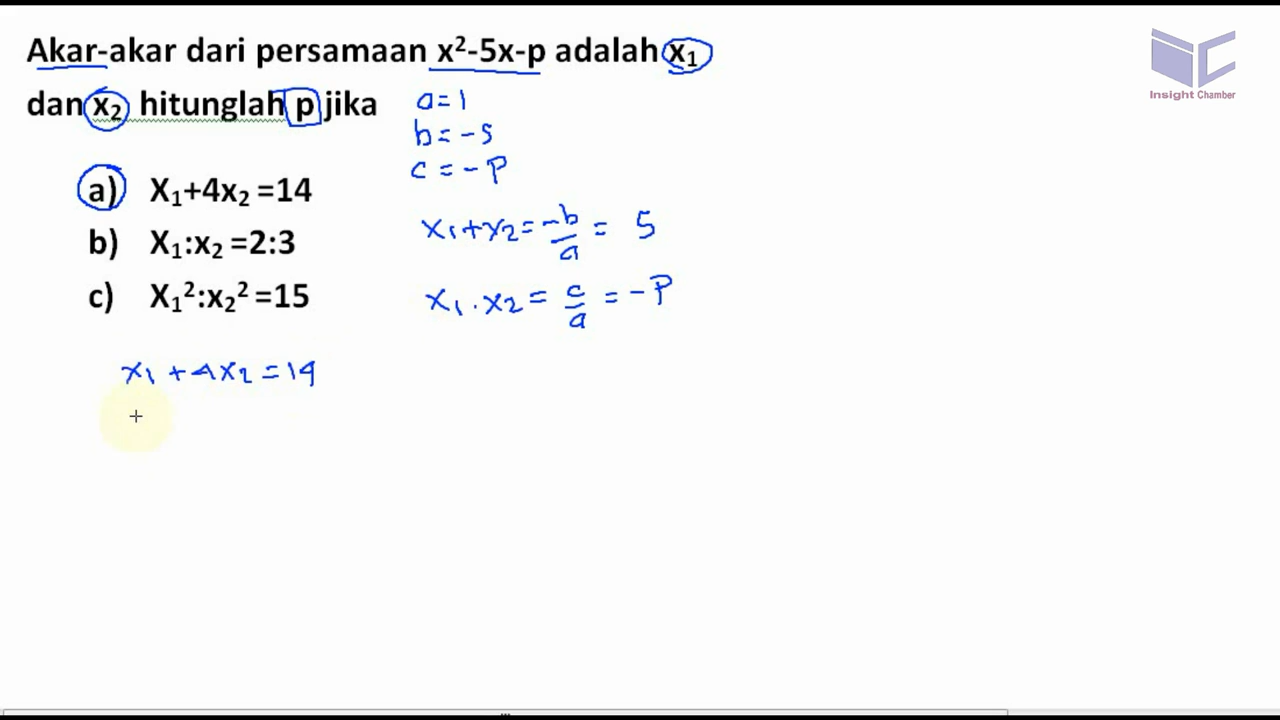 Akar-akar dari persamaan x²-5x-p adalah x₁
dan x₂ hitunglah p jika
a) X₁+4x₂ =14
b) X₁:x₂ =2:3
c) X₁²:x₂² =15
a = 1
b = -5
c = -P
x₁+x₂ = -b/a = 5
x₁.x₂ = c/a = -P
x₁ + 4x₂ = 14
Insight Chamber